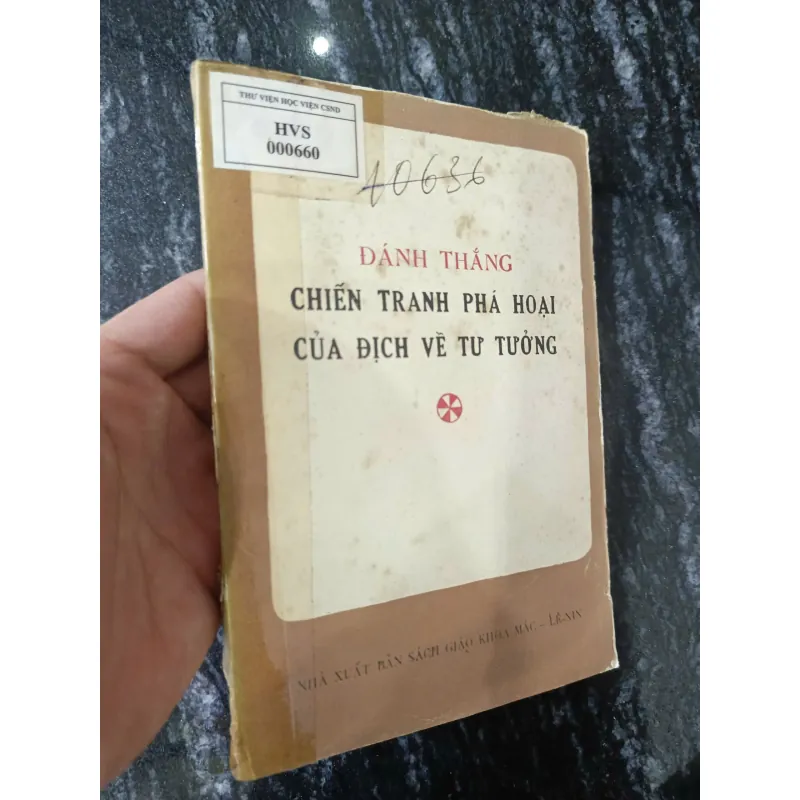 THƯ VIỆN HỌC VIỆN CSND
HVS
000660
10636
ĐÁNH THẮNG
CHIẾN TRANH PHÁ HOẠI
CỦA ĐỊCH VỀ TƯ TƯỞNG
NHÀ XUẤT BẢN SÁCH GIÁO KHOA MÁC - LÊ-NIN